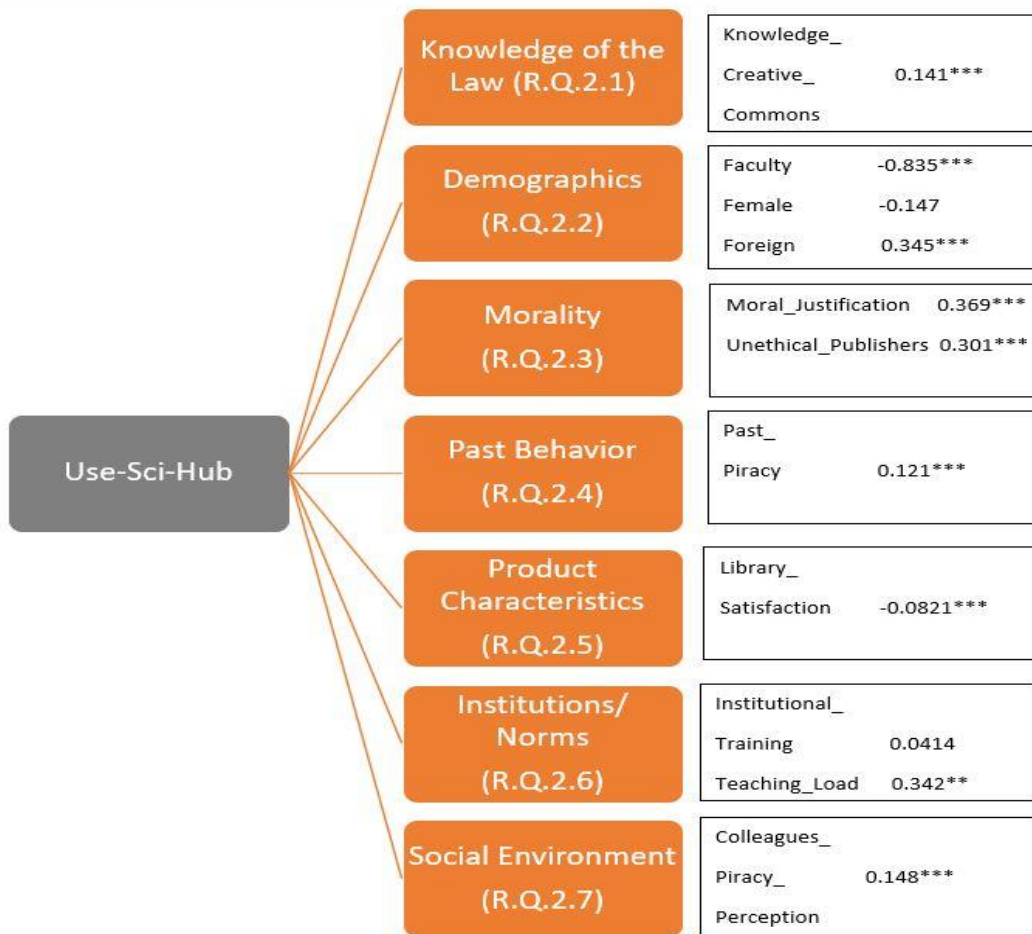 Use-Sci-Hub
Knowledge of the
Law (R.Q.2.1)
Knowledge_
Creative_ 0.141***
Commons
Demographics
(R.Q.2.2)
Faculty -0.835***
Female -0.147
Foreign 0.345***
Morality
(R.Q.2.3)
Moral_Justification 0.369***
Unethical_Publishers 0.301***
Past Behavior
(R.Q.2.4)
Past_
Piracy 0.121***
Product
Characteristics
(R.Q.2.5)
Library_
Satisfaction -0.0821***
Institutions/
Norms
(R.Q.2.6)
Institutional_
Training 0.0414
Teaching_Load 0.342**
Social Environment
(R.Q.2.7)
Colleagues_
Piracy_ 0.148***
Perception